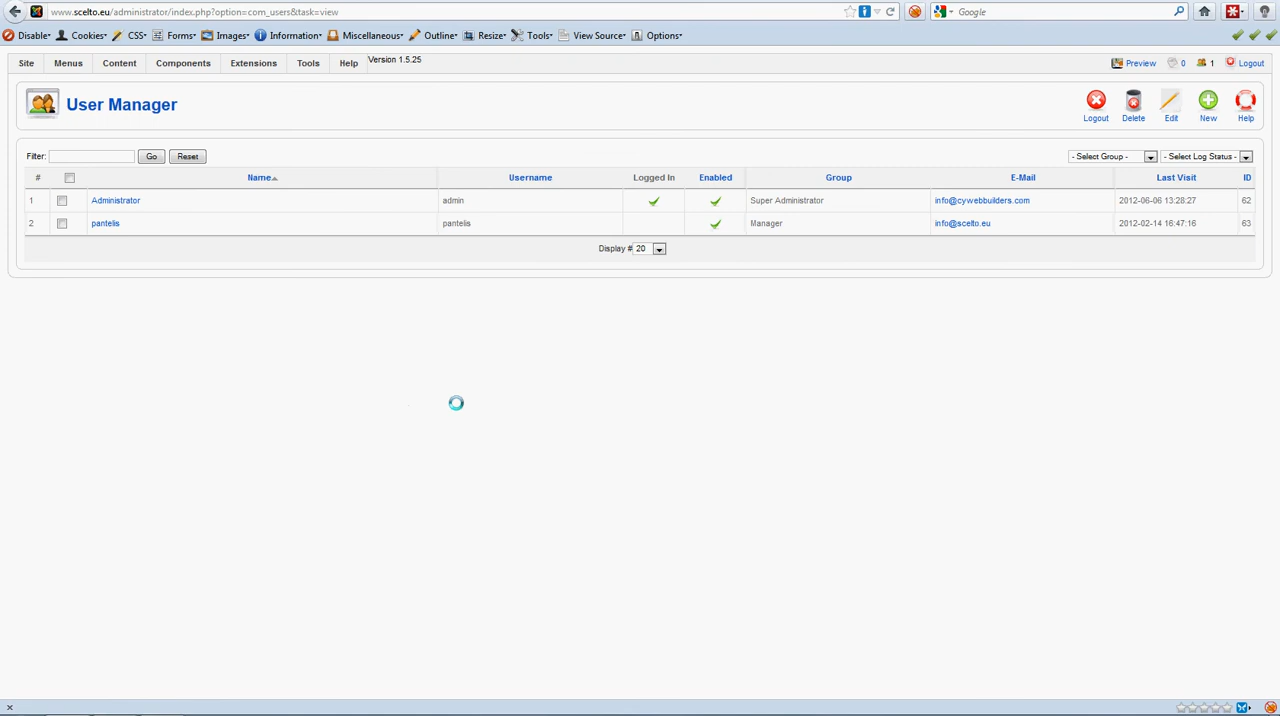 www.scelto.eu/administrator/index.php?option=com_users&task=view
Google
Disable Cookies CSS Forms Images Information Miscellaneous Outline Resize Tools View Source Options
Site Menus Content Components Extensions Tools Help Version 1.5.25 Preview 0 1 Logout
User Manager
Logout Delete Edit New Help
Filter: Go Reset - Select Group - - Select Log Status -
# Name Username Logged In Enabled Group E-Mail Last Visit ID
1 Administrator admin Super Administrator info@cywebbuilders.com 2012-06-06 13:28:27 62
2 pantelis pantelis Manager info@scelto.eu 2012-02-14 16:47:16 63
Display # 20